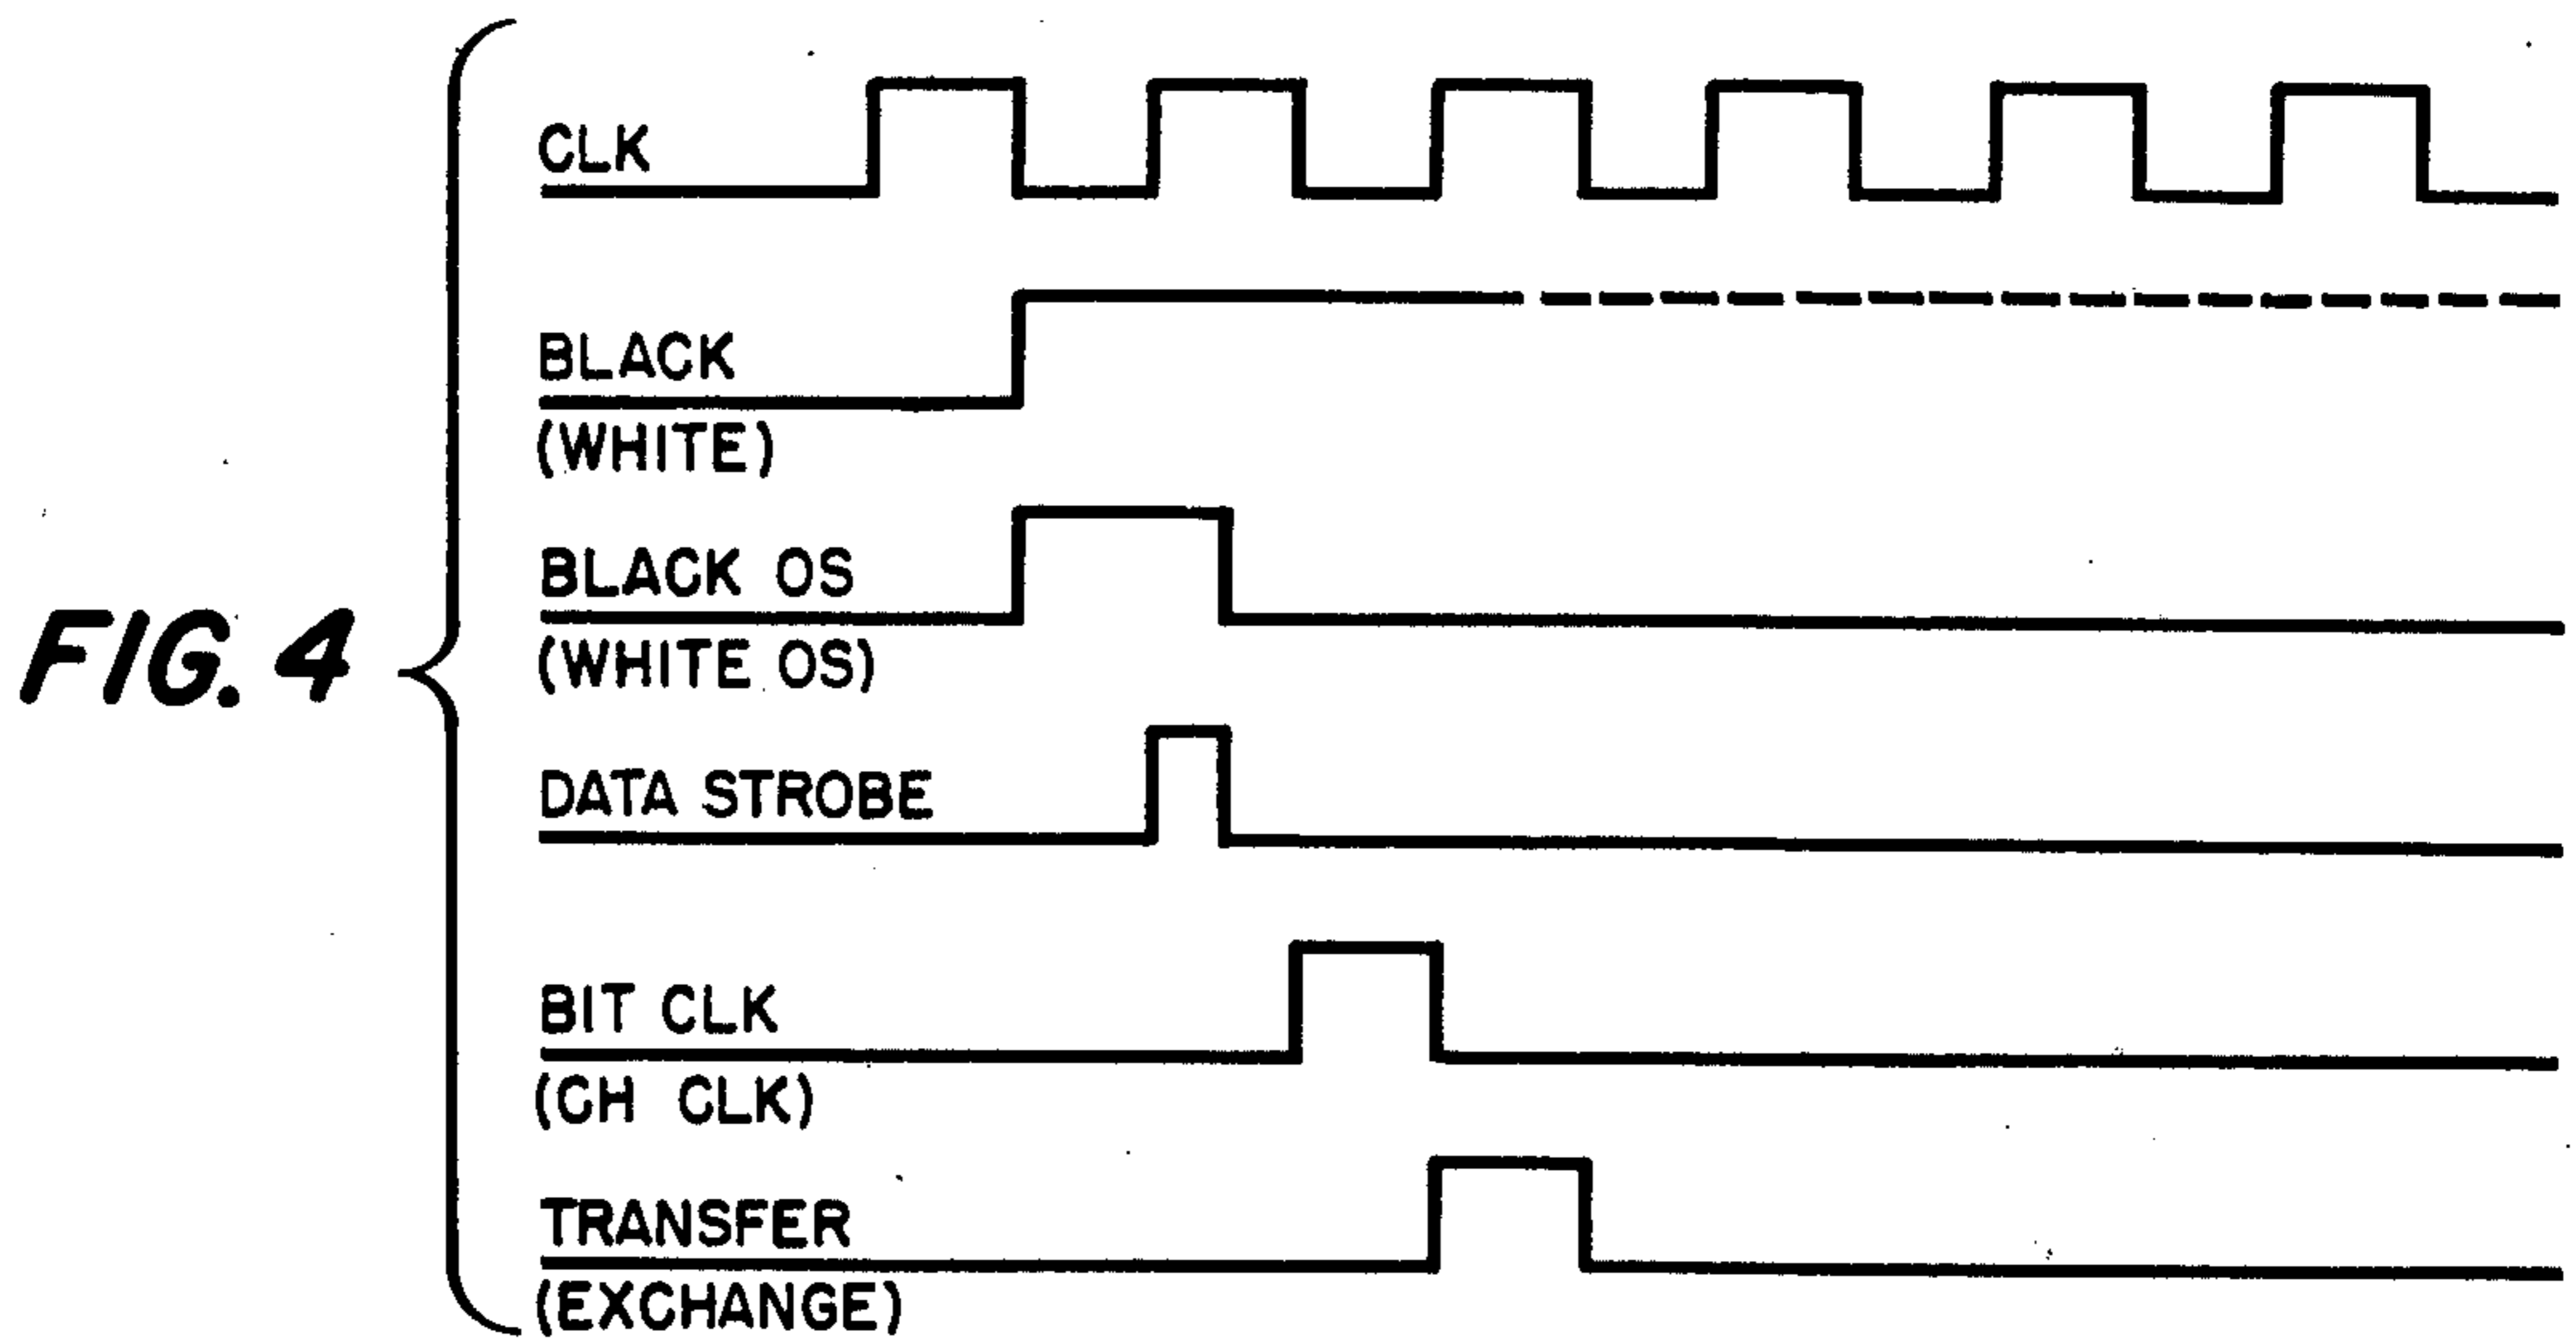 CLK
BLACK
(WHITE)
BLACK OS
(WHITE OS)
FIG. 4
DATA STROBE
BIT CLK
(CH CLK)
TRANSFER
(EXCHANGE)